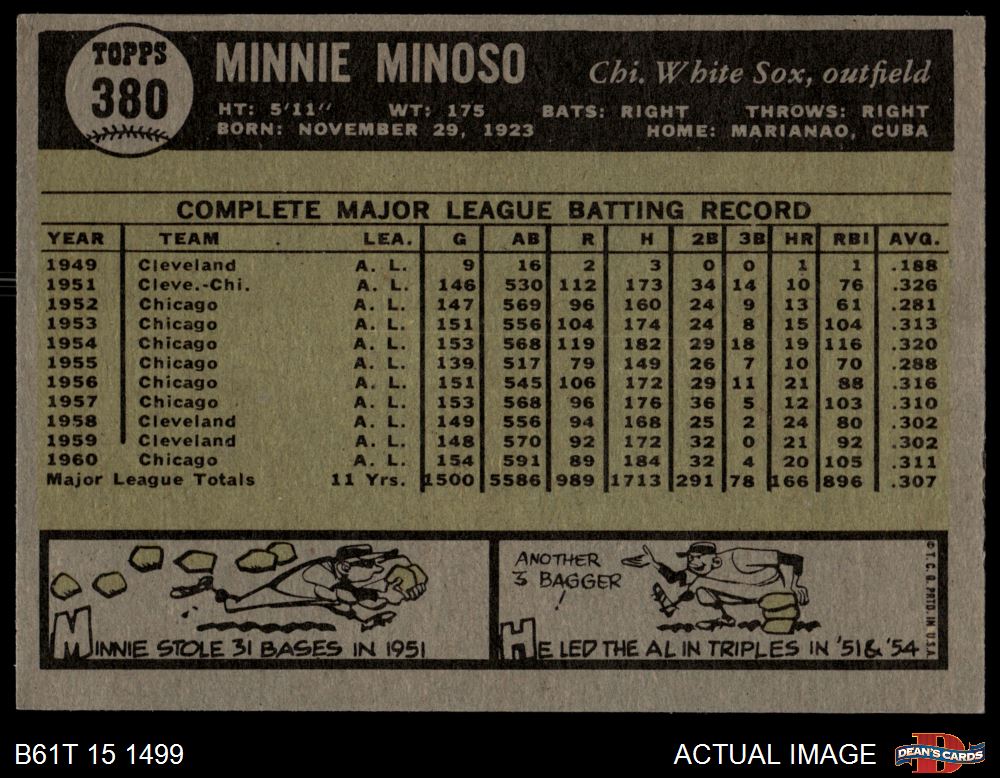 TOPPS
380
MINNIE MINOSO
Chi. White Sox, outfield
HT: 5'11" WT: 175 BATS: RIGHT THROWS: RIGHT
BORN: NOVEMBER 29, 1923 HOME: MARIANAO, CUBA
COMPLETE MAJOR LEAGUE BATTING RECORD
YEAR TEAM LEA. G AB R H 2B 3B HR RBI AVG.
1949 Cleveland A. L. 9 16 2 3 0 0 1 1 .188
1951 Cleve.-Chi. A. L. 146 530 112 173 34 14 10 76 .326
1952 Chicago A. L. 147 569 96 160 24 9 13 61 .281
1953 Chicago A. L. 151 556 104 174 24 8 15 104 .313
1954 Chicago A. L. 153 568 119 182 29 18 19 116 .320
1955 Chicago A. L. 139 517 79 149 26 7 10 70 .288
1956 Chicago A. L. 151 545 106 172 29 11 21 88 .316
1957 Chicago A. L. 153 568 96 176 36 5 12 103 .310
1958 Cleveland A. L. 149 556 94 168 25 2 24 80 .302
1959 Cleveland A. L. 148 570 92 172 32 0 21 92 .302
1960 Chicago A. L. 154 591 89 184 32 4 20 105 .311
Major League Totals 11 Yrs. 1500 5586 989 1713 291 78 166 896 .307
MINNIE STOLE 31 BASES IN 1951
ANOTHER
3 BAGGER
!
HE LED THE AL IN TRIPLES IN '51 & '54
© T.C.G. PRTD. IN U.S.A.
B61T 15 1499
ACTUAL IMAGE
D
DEAN'S CARDS